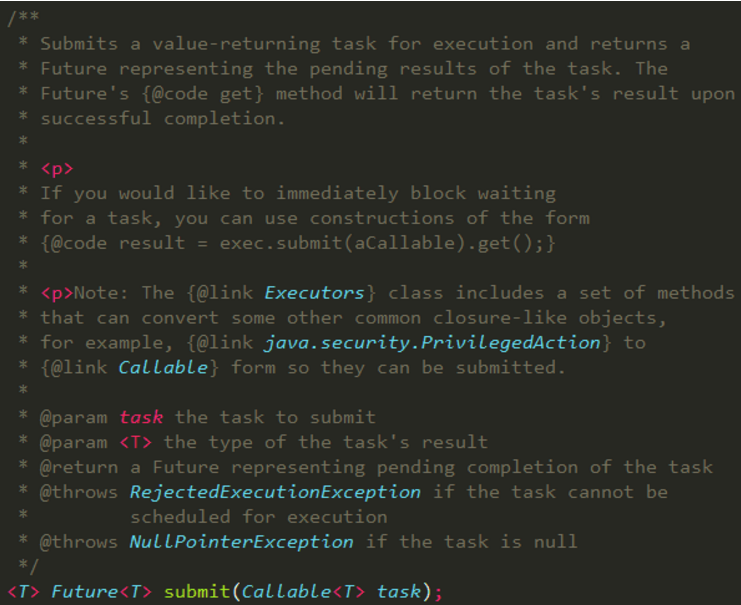 /**
 * Submits a value-returning task for execution and returns a
 * Future representing the pending results of the task. The
 * Future's {@code get} method will return the task's result upon
 * successful completion.
 *
 * <p>
 * If you would like to immediately block waiting
 * for a task, you can use constructions of the form
 * {@code result = exec.submit(aCallable).get();}
 *
 * <p>Note: The {@link Executors} class includes a set of methods
 * that can convert some other common closure-like objects,
 * for example, {@link java.security.PrivilegedAction} to
 * {@link Callable} form so they can be submitted.
 *
 * @param task the task to submit
 * @param <T> the type of the task's result
 * @return a Future representing pending completion of the task
 * @throws RejectedExecutionException if the task cannot be
 *         scheduled for execution
 * @throws NullPointerException if the task is null
 */
<T> Future<T> submit(Callable<T> task);